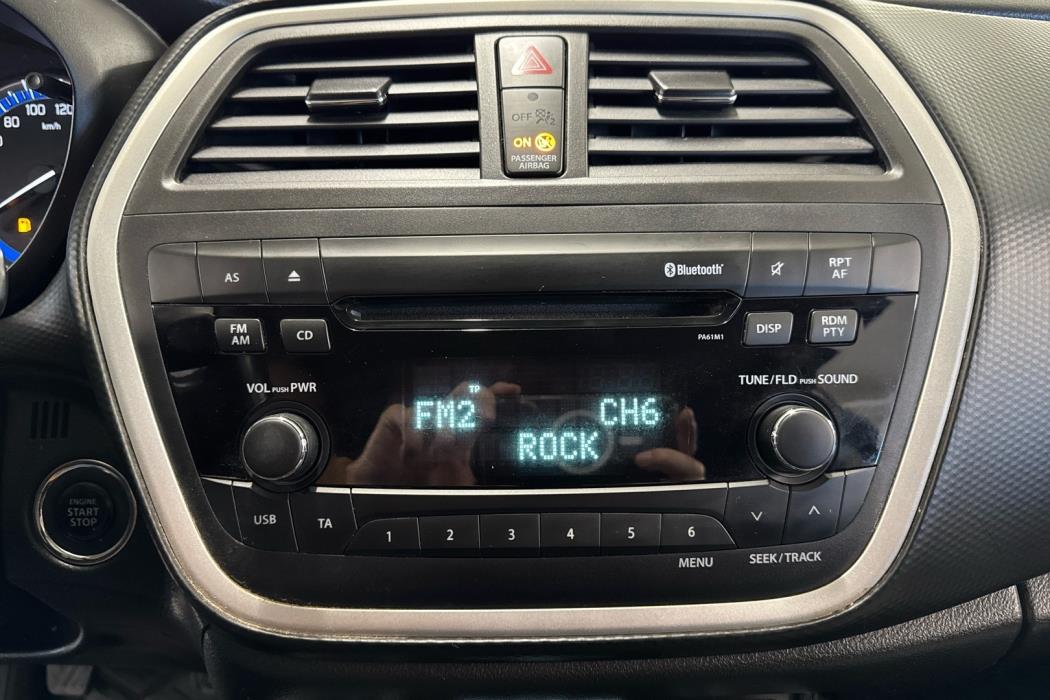 100 120
80
km/h
OFF 2
ON
PASSENGER
AIRBAG
AS
Bluetooth
RPT
AF
FM
AM
CD
PA61M1
DISP
RDM
PTY
VOL PUSH PWR
TUNE/FLD PUSH SOUND
TP
FM2 CH6
ROCK
ENGINE
START
STOP
USB
TA
1 2 3 4 5 6
MENU
SEEK/TRACK